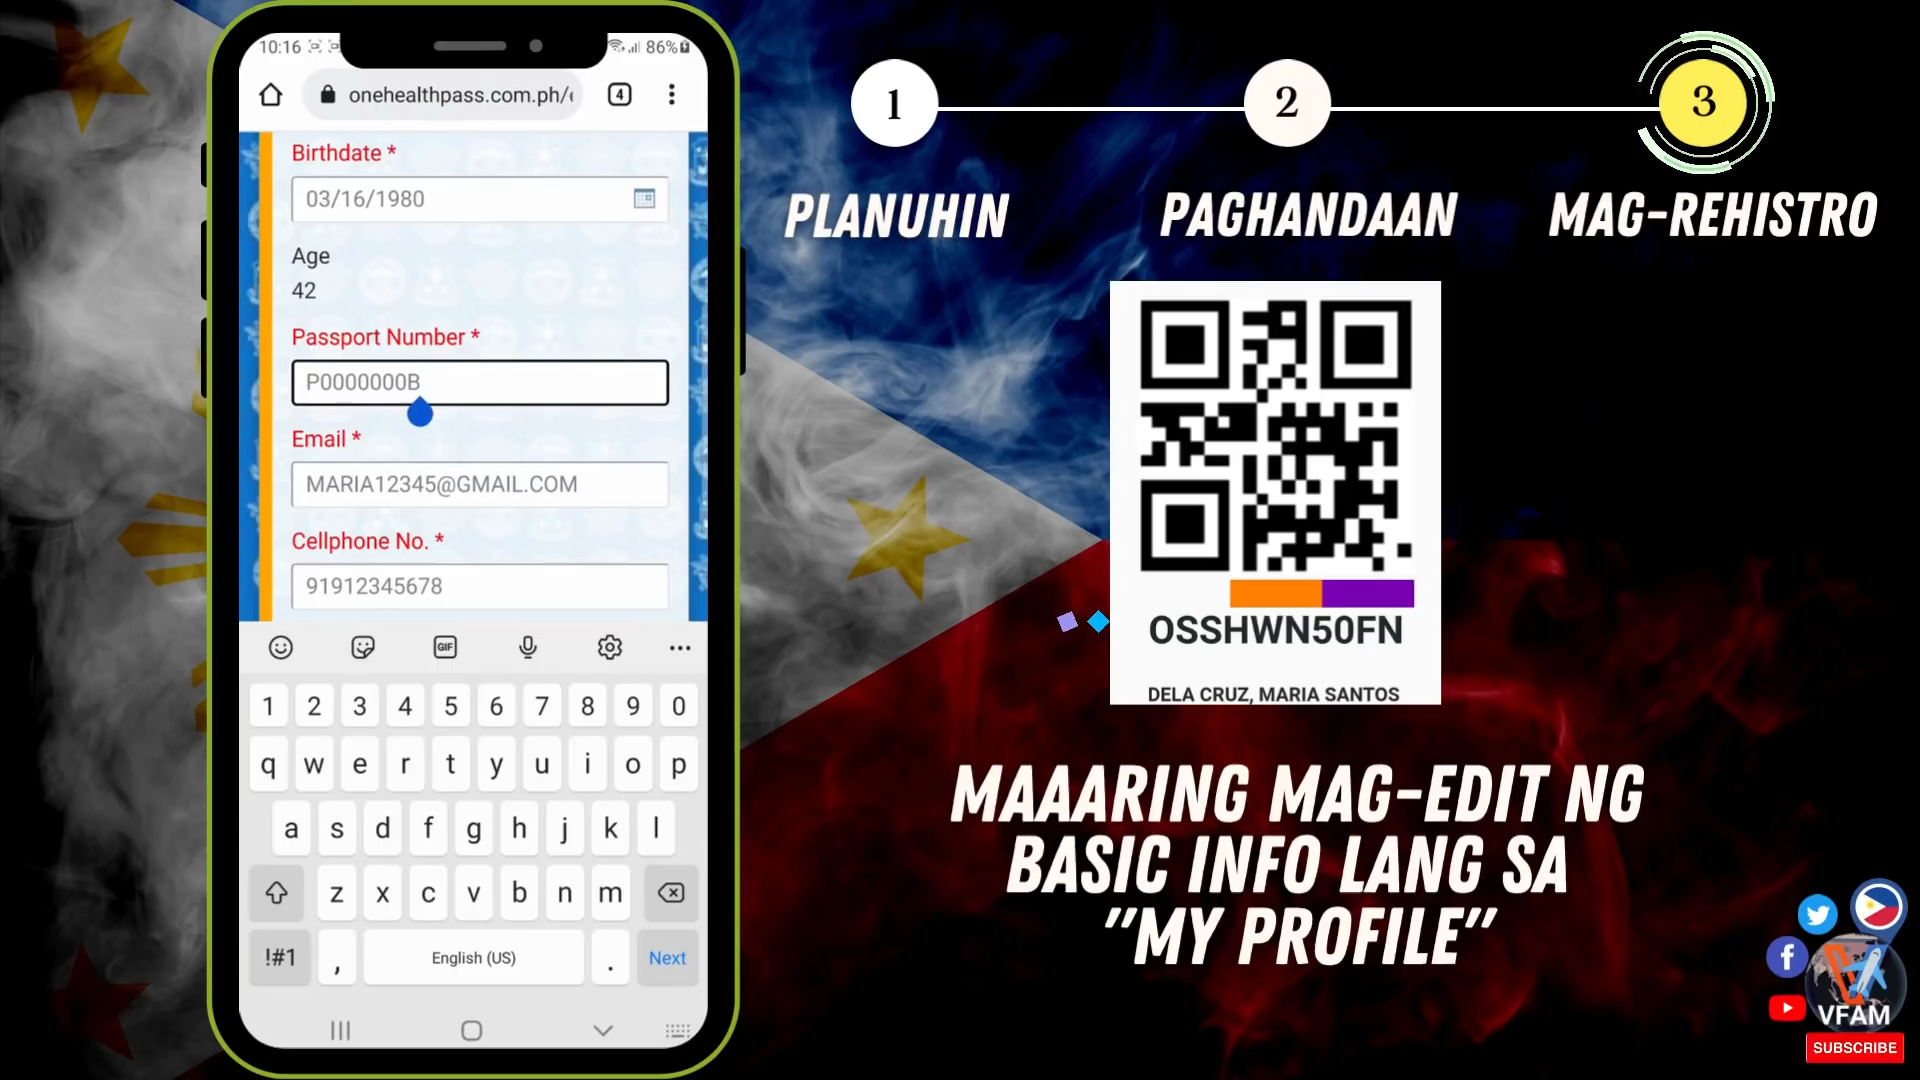 10:16
86%
onehealthpass.com.ph/
4
Birthdate *
03/16/1980
Age
42
Passport Number *
P0000000B
Email *
MARIA12345@GMAIL.COM
Cellphone No. *
91912345678
GIF
1 2 3 4 5 6 7 8 9 0
q w e r t y u i o p
a s d f g h j k l
z x c v b n m
!#1 , English (US) . Next
1 2 3
PLANUHIN PAGHANDAAN MAG-REHISTRO
OSSHWN50FN
DELA CRUZ, MARIA SANTOS
MAAARING MAG-EDIT NG
BASIC INFO LANG SA
"MY PROFILE"
VFAM
SUBSCRIBE